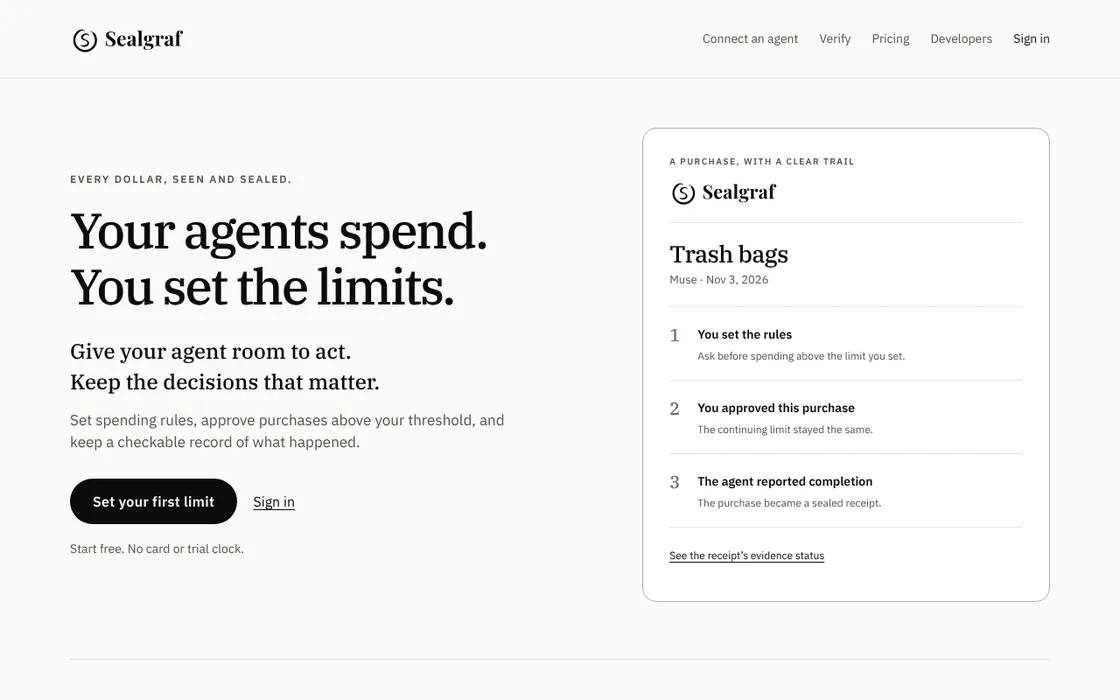 Sealgraf
Connect an agent Verify Pricing Developers Sign in
EVERY DOLLAR, SEEN AND SEALED.
Your agents spend.
You set the limits.
Give your agent room to act.
Keep the decisions that matter.
Set spending rules, approve purchases above your threshold, and
keep a checkable record of what happened.
Set your first limit Sign in
Start free. No card or trial clock.
A PURCHASE, WITH A CLEAR TRAIL
Sealgraf
Trash bags
Muse · Nov 3, 2026
1 You set the rules
Ask before spending above the limit you set.
2 You approved this purchase
The continuing limit stayed the same.
3 The agent reported completion
The purchase became a sealed receipt.
See the receipt’s evidence status